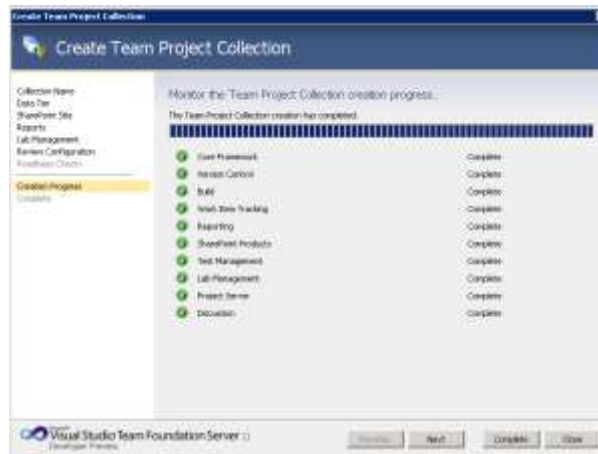 Create Team Project Collection
Create Team Project Collection
Collection Name
Data Tier
SharePoint Site
Reports
Lab Management
Review Configuration
Readiness Checks
Creation Progress
Complete
Monitor the Team Project Collection creation progress.
The Team Project Collection creation has completed.
Core Framework Complete
Version Control Complete
Build Complete
Work Item Tracking Complete
Reporting Complete
SharePoint Products Complete
Test Management Complete
Lab Management Complete
Project Server Complete
Discussion Complete
Visual Studio Team Foundation Server 11
Developer Preview
Previous Next Complete Close